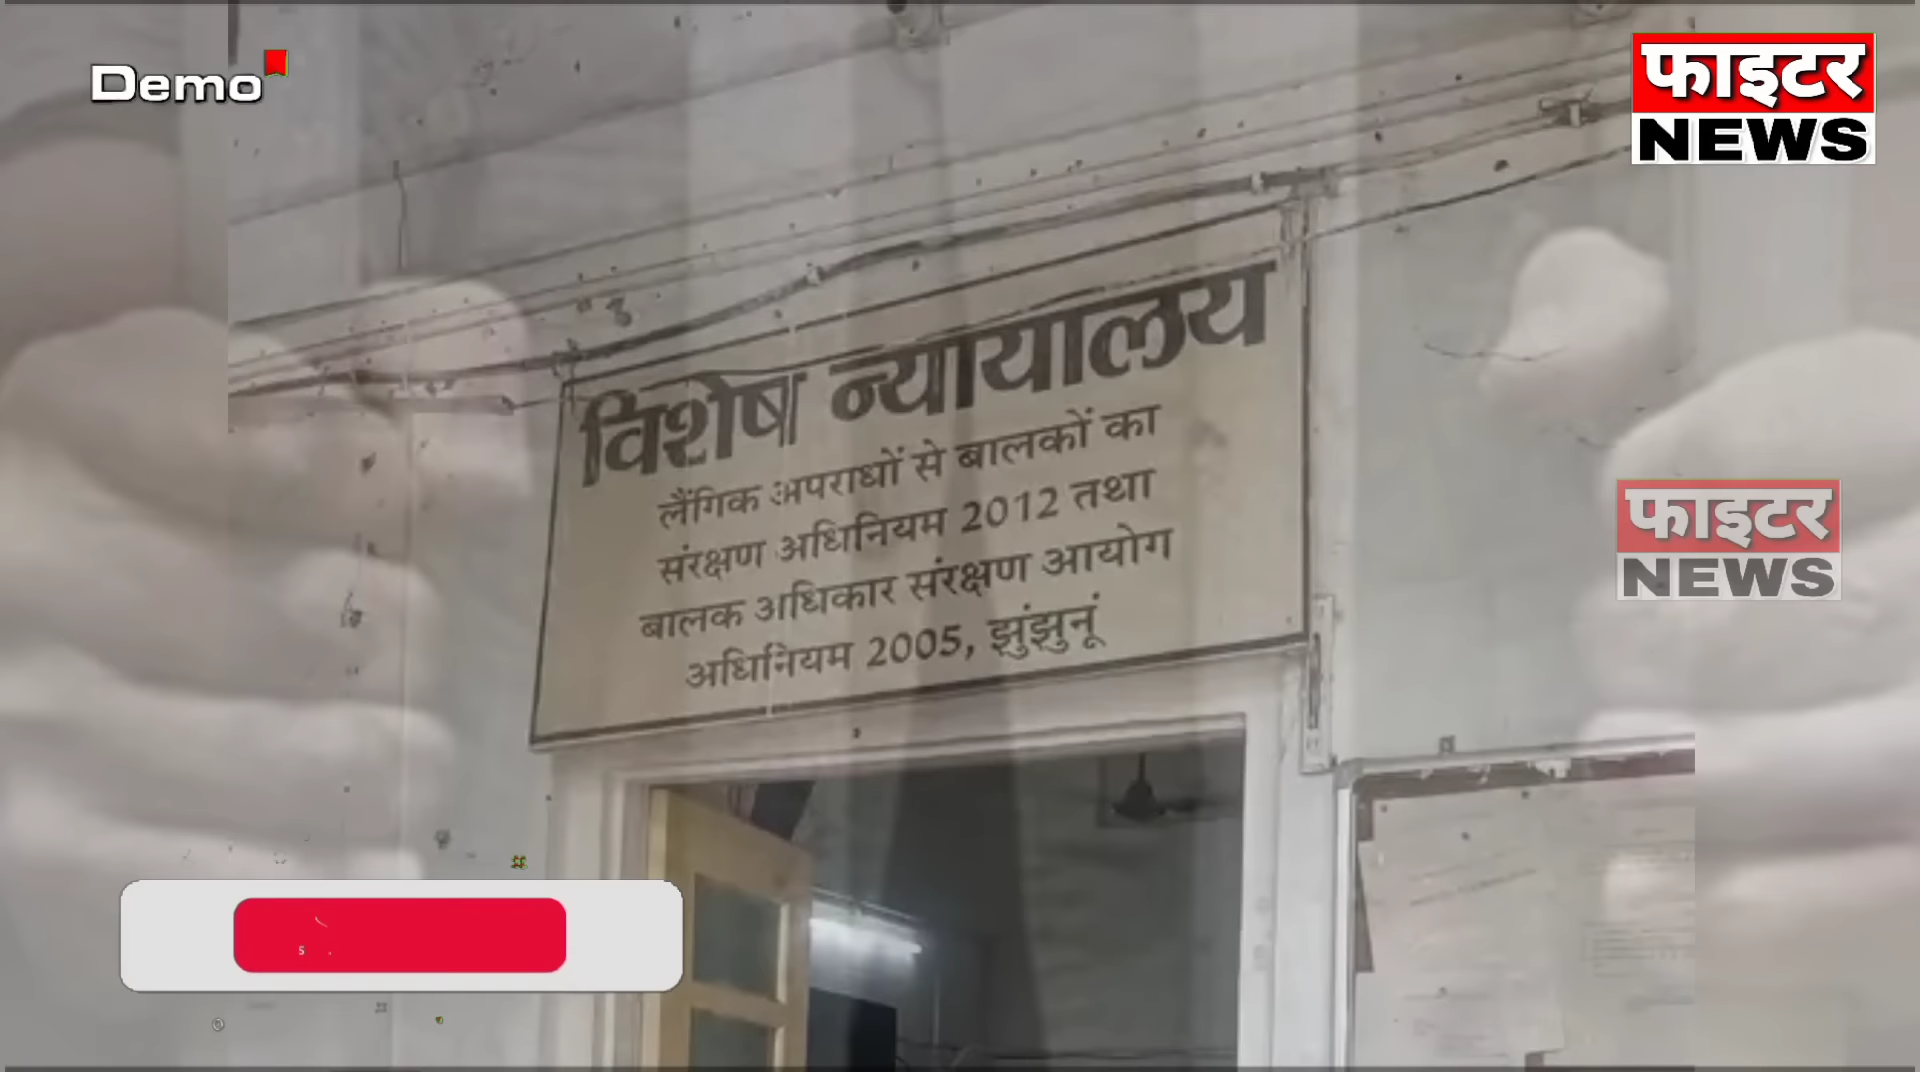 Demo
फाइटर
NEWS
विशेष न्यायालय
लैंगिक अपराधों से बालकों का
संरक्षण अधिनियम 2012 तथा
बालक अधिकार संरक्षण आयोग
अधिनियम 2005, झुंझुनूं
फाइटर
NEWS